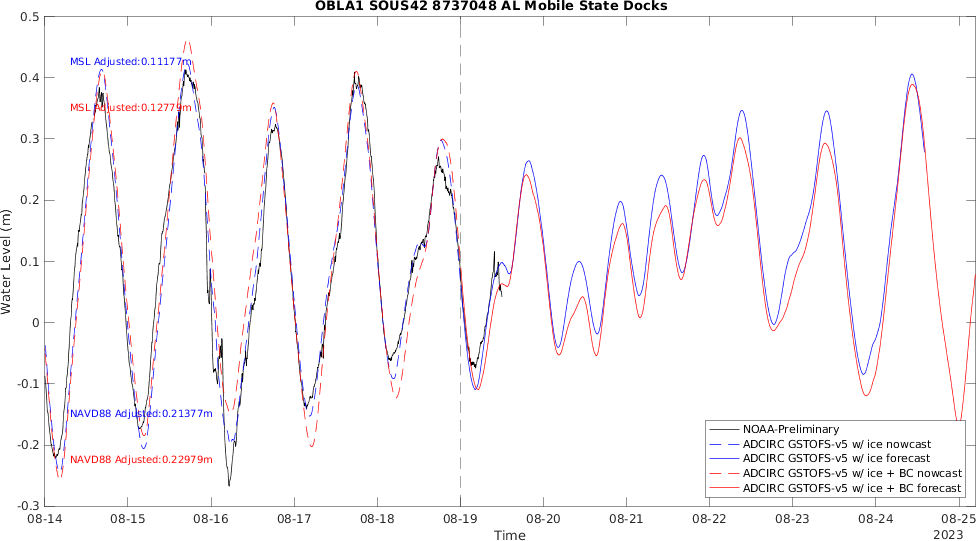 OBLA1 SOUS42 8737048 AL Mobile State Docks
Water Level (m)
0.5
0.4
0.3
0.2
0.1
0
-0.1
-0.2
-0.3
MSL Adjusted:0.11177m
MSL Adjusted:0.12779m
NAVD88 Adjusted:0.21377m
NAVD88 Adjusted:0.22979m
NOAA-Preliminary
ADCIRC GSTOFS-v5 w/ ice nowcast
ADCIRC GSTOFS-v5 w/ ice forecast
ADCIRC GSTOFS-v5 w/ ice + BC nowcast
ADCIRC GSTOFS-v5 w/ ice + BC forecast
08-14 08-15 08-16 08-17 08-18 08-19 08-20 08-21 08-22 08-23 08-24 08-25
Time
2023